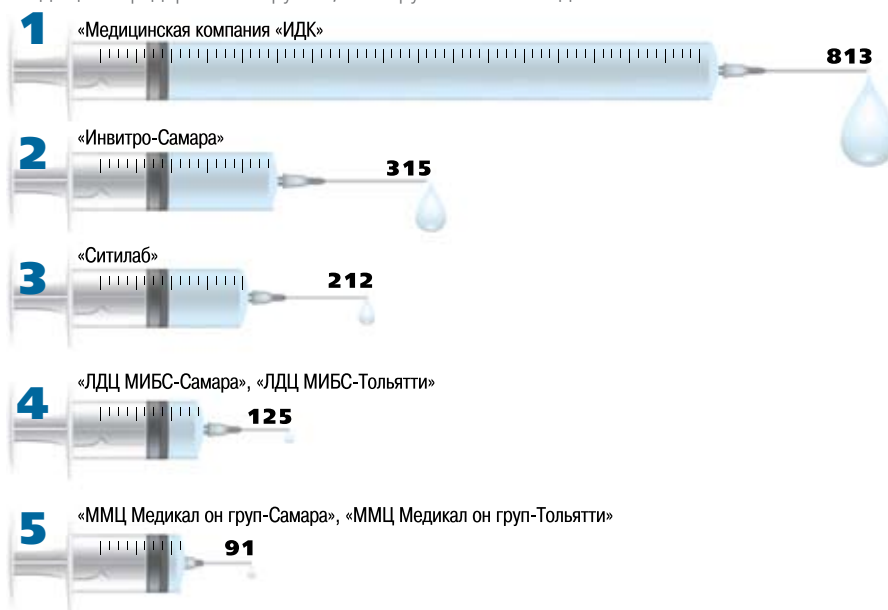 1
«Медицинская компания «ИДК»
813
2
«Инвитро-Самара»
315
3
«Ситилаб»
212
4
«ЛДЦ МИБС-Самара», «ЛДЦ МИБС-Тольятти»
125
5
«ММЦ Медикал он груп-Самара», «ММЦ Медикал он груп-Тольятти»
91